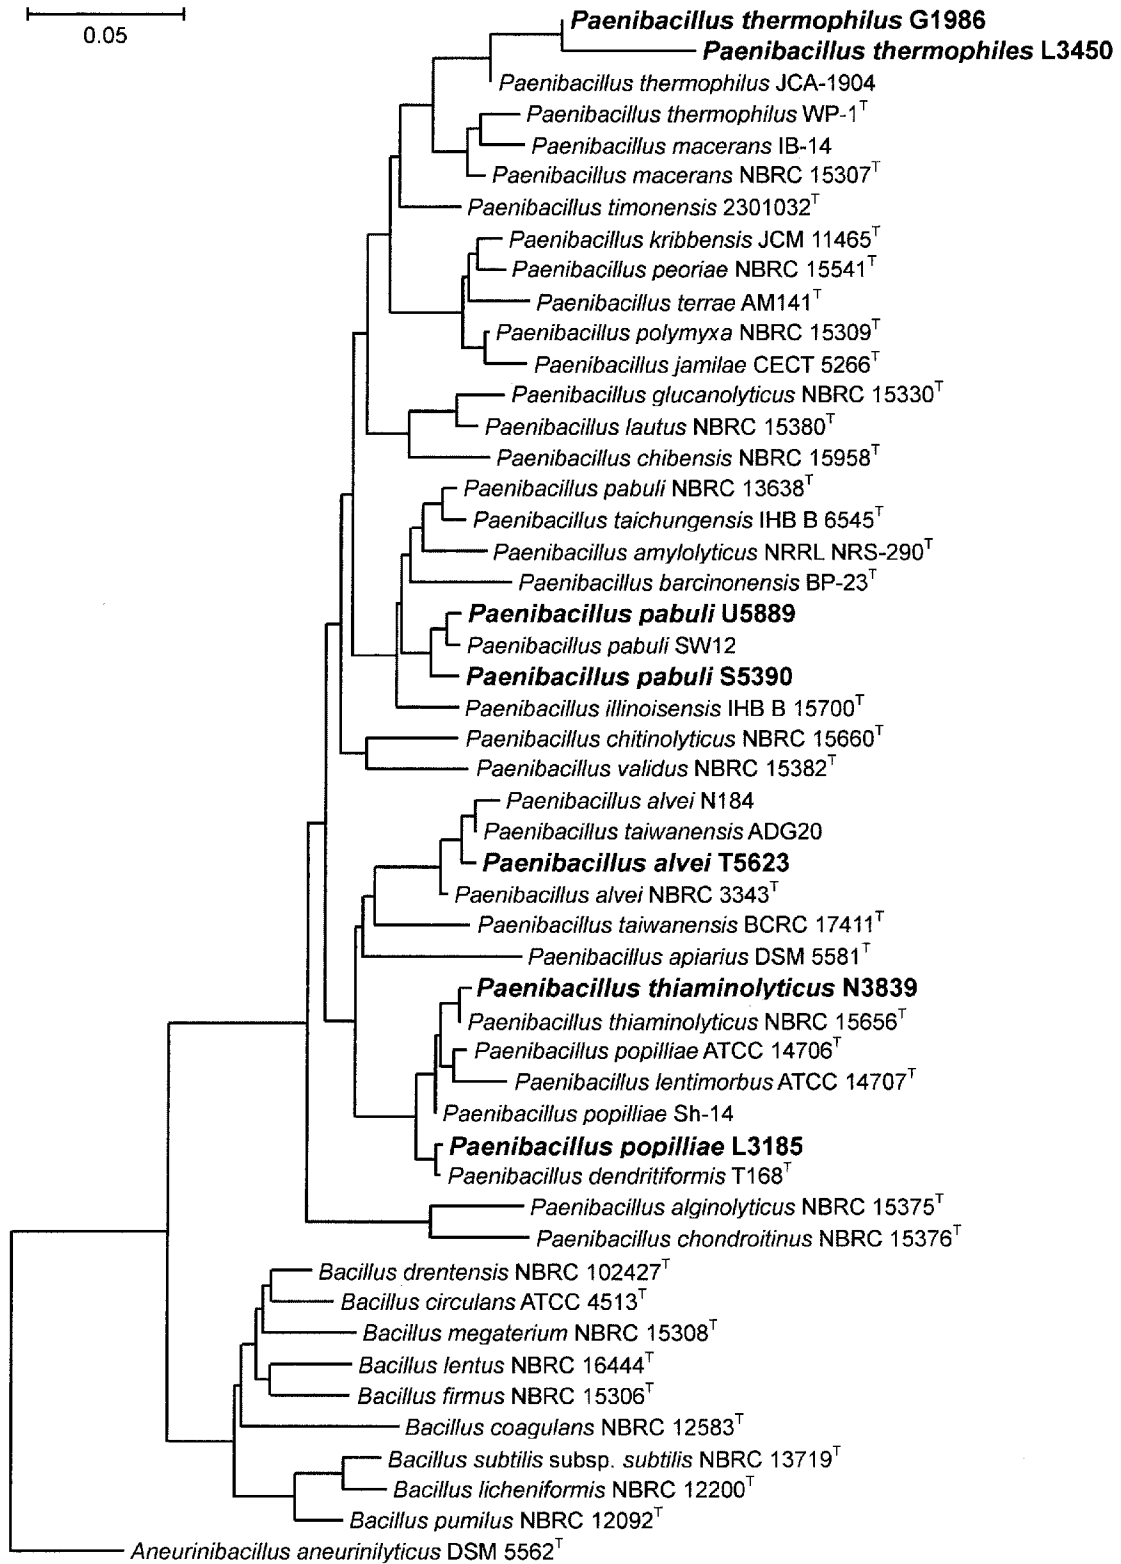 0.05
Paenibacillus thermophilus G1986
Paenibacillus thermophiles L3450
Paenibacillus thermophilus JCA-1904
Paenibacillus thermophilus WP-1T
Paenibacillus macerans IB-14
Paenibacillus macerans NBRC 15307T
Paenibacillus timonensis 2301032T
Paenibacillus kribbensis JCM 11465T
Paenibacillus peoriae NBRC 15541T
Paenibacillus terrae AM141T
Paenibacillus polymyxa NBRC 15309T
Paenibacillus jamilae CECT 5266T
Paenibacillus glucanolyticus NBRC 15330T
Paenibacillus lautus NBRC 15380T
Paenibacillus chibensis NBRC 15958T
Paenibacillus pabuli NBRC 13638T
Paenibacillus taichungensis IHB B 6545T
Paenibacillus amylolyticus NRRL NRS-290T
Paenibacillus barcinonensis BP-23T
Paenibacillus pabuli U5889
Paenibacillus pabuli SW12
Paenibacillus pabuli S5390
Paenibacillus illinoisensis IHB B 15700T
Paenibacillus chitinolyticus NBRC 15660T
Paenibacillus validus NBRC 15382T
Paenibacillus alvei N184
Paenibacillus taiwanensis ADG20
Paenibacillus alvei T5623
Paenibacillus alvei NBRC 3343T
Paenibacillus taiwanensis BCRC 17411T
Paenibacillus apiarius DSM 5581T
Paenibacillus thiaminolyticus N3839
Paenibacillus thiaminolyticus NBRC 15656T
Paenibacillus popilliae ATCC 14706T
Paenibacillus lentimorbus ATCC 14707T
Paenibacillus popilliae Sh-14
Paenibacillus popilliae L3185
Paenibacillus dendritiformis T168T
Paenibacillus alginolyticus NBRC 15375T
Paenibacillus chondroitinus NBRC 15376T
Bacillus drentensis NBRC 102427T
Bacillus circulans ATCC 4513T
Bacillus megaterium NBRC 15308T
Bacillus lentus NBRC 16444T
Bacillus firmus NBRC 15306T
Bacillus coagulans NBRC 12583T
Bacillus subtilis subsp. subtilis NBRC 13719T
Bacillus licheniformis NBRC 12200T
Bacillus pumilus NBRC 12092T
Aneurinibacillus aneurinilyticus DSM 5562T